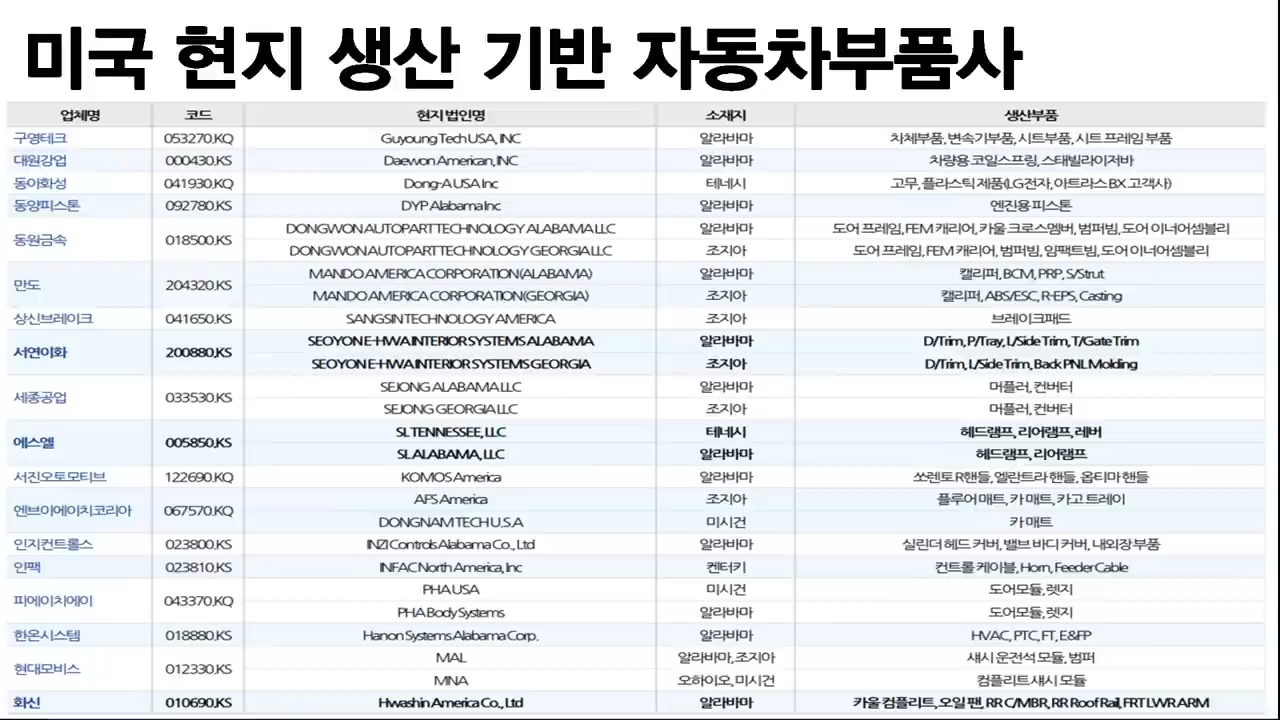 미국 현지 생산 기반 자동차부품사
업체명 코드 현지 법인명 소재지 생산부품
구영테크 053270.KQ Guyoung Tech USA, INC 알라바마 차체부품, 변속기부품, 시트부품, 시트 프레임 부품
대원강업 000430.KS Daewon American, INC 알라바마 차량용 코일스프링, 스태빌라이저바
동아화성 041930.KQ Dong-A USA Inc 테네시 고무, 플라스틱 제품(LG전자, 아트라스BX 고객사)
동양피스톤 092780.KS DYP Alabama Inc 알라바마 엔진용 피스톤
동원금속 018500.KS DONGWON AUTOPART TECHNOLOGY ALABAMA LLC 알라바마 도어 프레임, FEM 캐리어, 카울 크로스멤버, 범퍼빔, 도어 이너어셈블리
DONGWON AUTOPART TECHNOLOGY GEORGIA LLC 조지아 도어 프레임, FEM 캐리어, 범퍼빔, 임팩트빔, 도어 이너어셈블리
만도 204320.KS MANDO AMERICA CORPORATION(ALABAMA) 알라바마 캘리퍼, BCM, PRP, S/Strut
MANDO AMERICA CORPORATION(GEORGIA) 조지아 캘리퍼, ABS/ESC, R-EPS, Casting
상신브레이크 041650.KS SANGSIN TECHNOLOGY AMERICA 조지아 브레이크패드
서연이화 200880.KS SEOYON E-HWA INTERIOR SYSTEMS ALABAMA 알라바마 D/Trim, P/Tray, L/Side Trim, T/Gate Trim
SEOYON E-HWA INTERIOR SYSTEMS GEORGIA 조지아 D/Trim, L/Side Trim, Back PNL Molding
세종공업 033530.KS SEJONG ALABAMA LLC 알라바마 머플러, 컨버터
SEJONG GEORGIA LLC 조지아 머플러, 컨버터
에스엘 005850.KS SL TENNESSEE, LLC 테네시 헤드램프, 리어램프, 레버
SL ALABAMA, LLC 알라바마 헤드램프, 리어램프
서진오토모티브 122690.KQ KOMOS America 알라바마 쏘렌토R핸들, 엘란트라 핸들, 옵티마 핸들
엔브이에이치코리아 067570.KQ AFS America 조지아 플루어 매트, 카 매트, 카고 트레이
DONGNAM TECH U.S.A 미시건 카 매트
인지컨트롤스 023800.KS INZI Controls Alabama Co., Ltd 알라바마 실린더 헤드 커버, 밸브 바디 커버, 내외장 부품
인팩 023810.KS INFAC North America, Inc 켄터키 컨트롤 케이블, Horn, Feeder Cable
피에이치에이 043370.KQ PHA USA 미시건 도어모듈, 렛지
PHA Body Systems 알라바마 도어모듈, 렛지
한온시스템 018880.KS Hanon Systems Alabama Corp. 알라바마 HVAC, PTC, FT, E&FP
현대모비스 012330.KS MAL 알라바마, 조지아 섀시 운전석 모듈, 범퍼
MNA 오하이오, 미시건 컴플리트 섀시 모듈
화신 010690.KS Hwashin America Co., Ltd 알라바마 카울 컴플리트, 오일 팬, RR C/MBR, RR Roof Rail, FRT LWR ARM